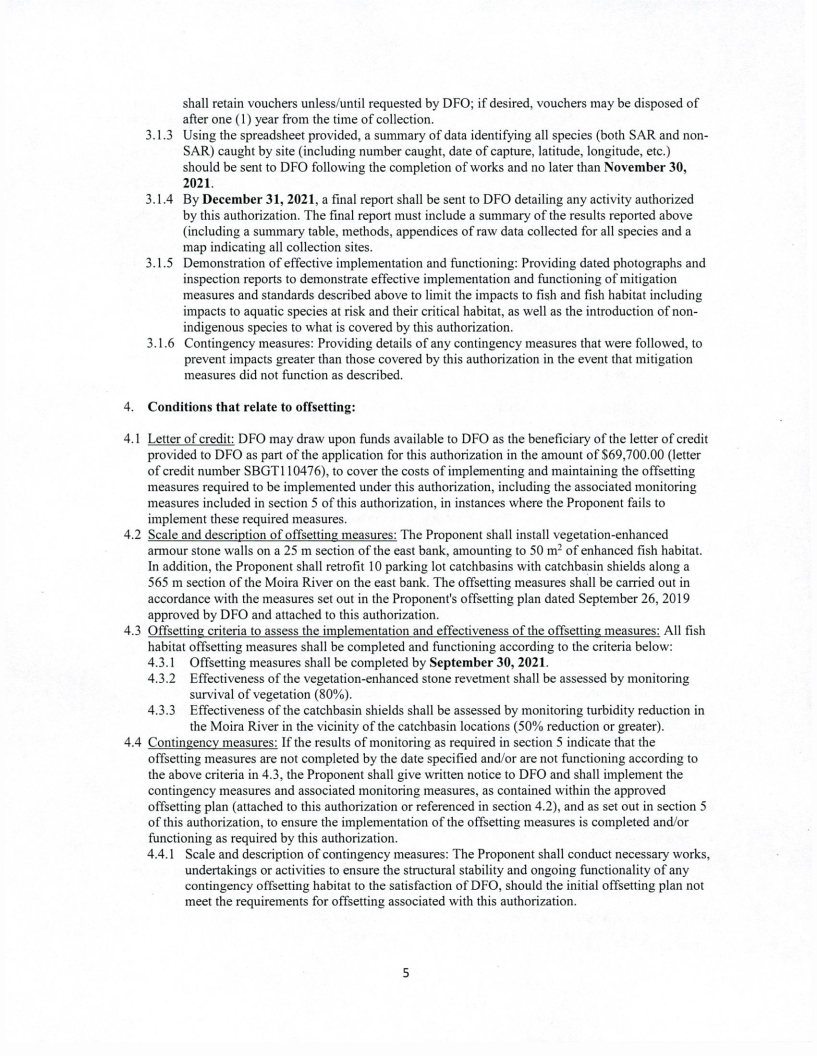 shall retain vouchers unless/until requested by DFO; if desired, vouchers may be disposed of
after one (1) year from the time of collection.
3.1.3 Using the spreadsheet provided, a summary of data identifying all species (both SAR and non-
SAR) caught by site (including number caught, date of capture, latitude, longitude, etc.)
should be sent to DFO following the completion of works and no later than November 30,
2021.
3.1.4 By December 31, 2021, a final report shall be sent to DFO detailing any activity authorized
by this authorization. The final report must include a summary of the results reported above
(including a summary table, methods, appendices of raw data collected for all species and a
map indicating all collection sites.
3.1.5 Demonstration of effective implementation and functioning: Providing dated photographs and
inspection reports to demonstrate effective implementation and functioning of mitigation
measures and standards described above to limit the impacts to fish and fish habitat including
impacts to aquatic species at risk and their critical habitat, as well as the introduction of non-
indigenous species to what is covered by this authorization.
3.1.6 Contingency measures: Providing details of any contingency measures that were followed, to
prevent impacts greater than those covered by this authorization in the event that mitigation
measures did not function as described.
4. Conditions that relate to offsetting:
4.1 Letter of credit: DFO may draw upon funds available to DFO as the beneficiary of the letter of credit
provided to DFO as part of the application for this authorization in the amount of $69,700.00 (letter
of credit number SBGT110476), to cover the costs of implementing and maintaining the offsetting
measures required to be implemented under this authorization, including the associated monitoring
measures included in section 5 of this authorization, in instances where the Proponent fails to
implement these required measures.
4.2 Scale and description of offsetting measures: The Proponent shall install vegetation-enhanced
armour stone walls on a 25 m section of the east bank, amounting to 50 m² of enhanced fish habitat.
In addition, the Proponent shall retrofit 10 parking lot catchbasins with catchbasin shields along a
565 m section of the Moira River on the east bank. The offsetting measures shall be carried out in
accordance with the measures set out in the Proponent's offsetting plan dated September 26, 2019
approved by DFO and attached to this authorization.
4.3 Offsetting criteria to assess the implementation and effectiveness of the offsetting measures: All fish
habitat offsetting measures shall be completed and functioning according to the criteria below:
4.3.1 Offsetting measures shall be completed by September 30, 2021.
4.3.2 Effectiveness of the vegetation-enhanced stone revetment shall be assessed by monitoring
survival of vegetation (80%).
4.3.3 Effectiveness of the catchbasin shields shall be assessed by monitoring turbidity reduction in
the Moira River in the vicinity of the catchbasin locations (50% reduction or greater).
4.4 Contingency measures: If the results of monitoring as required in section 5 indicate that the
offsetting measures are not completed by the date specified and/or are not functioning according to
the above criteria in 4.3, the Proponent shall give written notice to DFO and shall implement the
contingency measures and associated monitoring measures, as contained within the approved
offsetting plan (attached to this authorization or referenced in section 4.2), and as set out in section 5
of this authorization, to ensure the implementation of the offsetting measures is completed and/or
functioning as required by this authorization.
4.4.1 Scale and description of contingency measures: The Proponent shall conduct necessary works,
undertakings or activities to ensure the structural stability and ongoing functionality of any
contingency offsetting habitat to the satisfaction of DFO, should the initial offsetting plan not
meet the requirements for offsetting associated with this authorization.
5